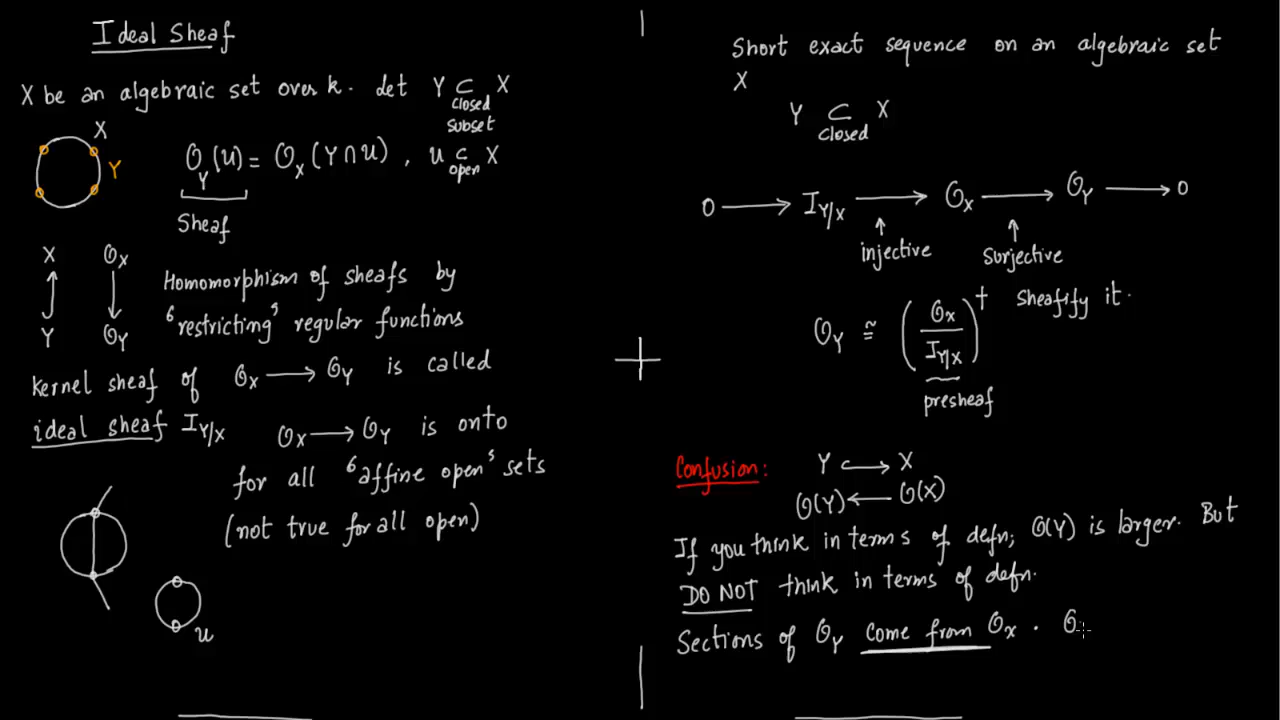 Ideal Sheaf
X be an algebraic set over k. Let Y ⊂ X
closed
subset
X
Y
𝒪_Y(U) = 𝒪_X(Y∩U), U ⊂ X
open
Sheaf
X 𝒪_X
Y 𝒪_Y
Homomorphism of sheafs by
"restricting" regular functions
Kernel sheaf of 𝒪_X → 𝒪_Y is called
ideal sheaf I_Y/X
𝒪_X → 𝒪_Y is onto
for all "affine open" sets
(not true for all open)
U
Short exact sequence on an algebraic set
X
Y ⊂ X
closed
0 → I_Y/X → 𝒪_X → 𝒪_Y → 0
↑ ↑
injective surjective
𝒪_Y ≅ (𝒪_X / I_Y/X)^† Sheafify it.
presheaf
Confusion: Y ↪ X
𝒪(Y) ← 𝒪(X)
If you think in terms of defn; 𝒪(Y) is larger. But
DO NOT think in terms of defn.
Sections of 𝒪_Y come from 𝒪_X. 𝒪